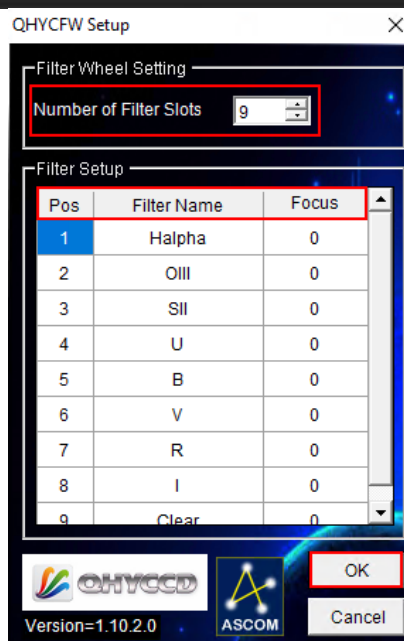 QHYCFW Setup
Filter Wheel Setting
Number of Filter Slots 9
Filter Setup
Pos Filter Name Focus
1 Halpha 0
2 OIII 0
3 SII 0
4 U 0
5 B 0
6 V 0
7 R 0
8 I 0
9 Clear 0
QHYCCD
ASCOM
OK
Version=1.10.2.0
Cancel